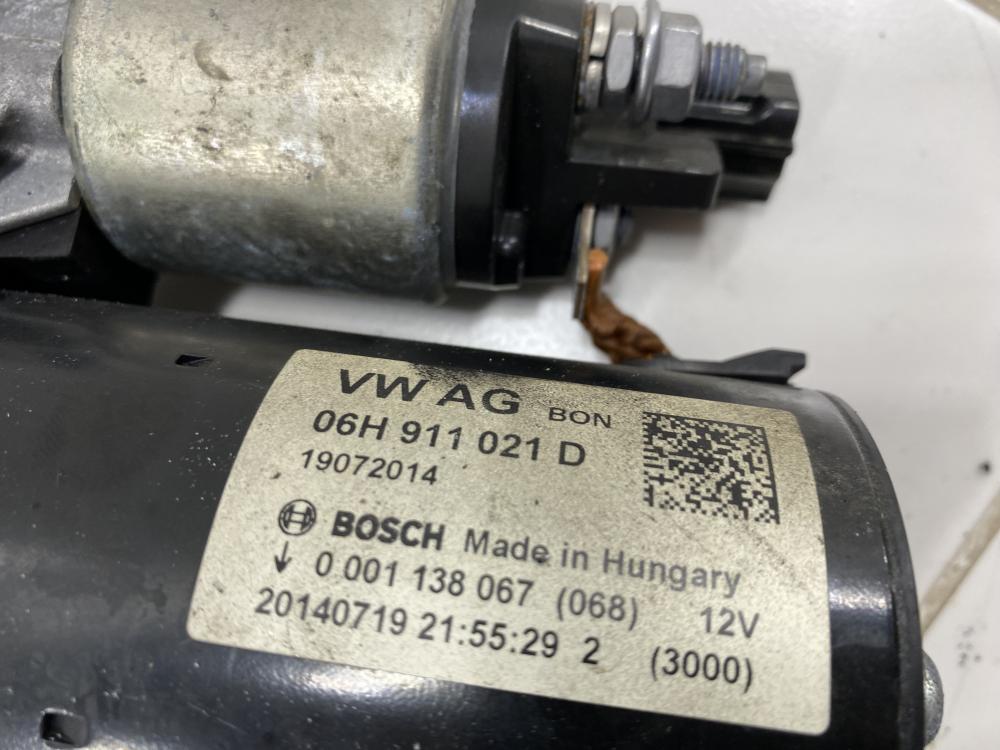 VW AG BON
06H 911 021 D
19072014
BOSCH Made in Hungary
0 001 138 067 (068) 12V
20140719 21:55:29 2 (3000)